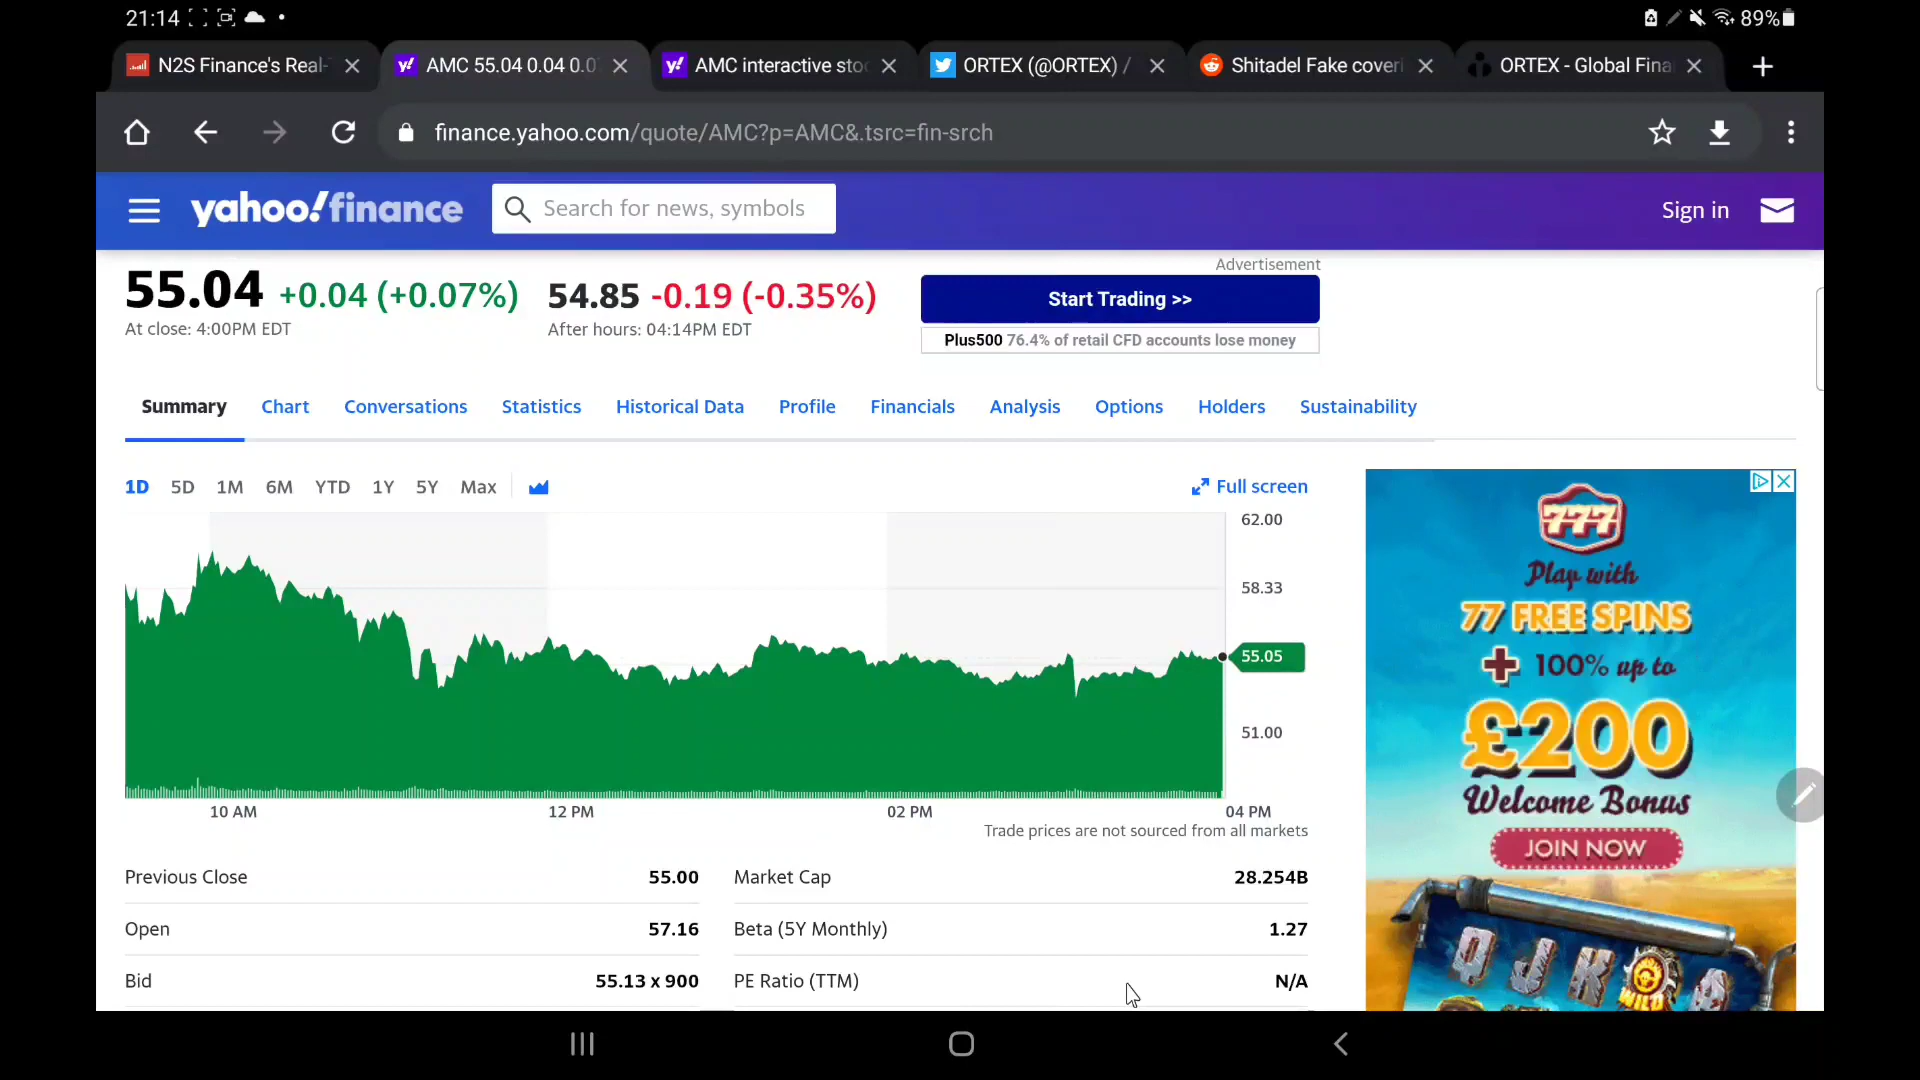 21:14
89%
N2S Finance's Real-
AMC 55.04 0.04 0.0
AMC interactive stoc
ORTEX (@ORTEX) /
Shitadel Fake coveri
ORTEX - Global Fina
finance.yahoo.com/quote/AMC?p=AMC&.tsrc=fin-srch
yahoo!finance
Search for news, symbols
Sign in
Advertisement
55.04 +0.04 (+0.07%)
At close: 4:00PM EDT
54.85 -0.19 (-0.35%)
After hours: 04:14PM EDT
Start Trading >>
Plus500 76.4% of retail CFD accounts lose money
Summary Chart Conversations Statistics Historical Data Profile Financials Analysis Options Holders Sustainability
1D 5D 1M 6M YTD 1Y 5Y Max
Full screen
62.00
58.33
55.05
51.00
10 AM 12 PM 02 PM 04 PM
Trade prices are not sourced from all markets
Previous Close 55.00
Market Cap 28.254B
Open 57.16
Beta (5Y Monthly) 1.27
Bid 55.13 x 900
PE Ratio (TTM) N/A
777
Play with
77 FREE SPINS
+ 100% up to
£200
Welcome Bonus
JOIN NOW
Q J K WILD A